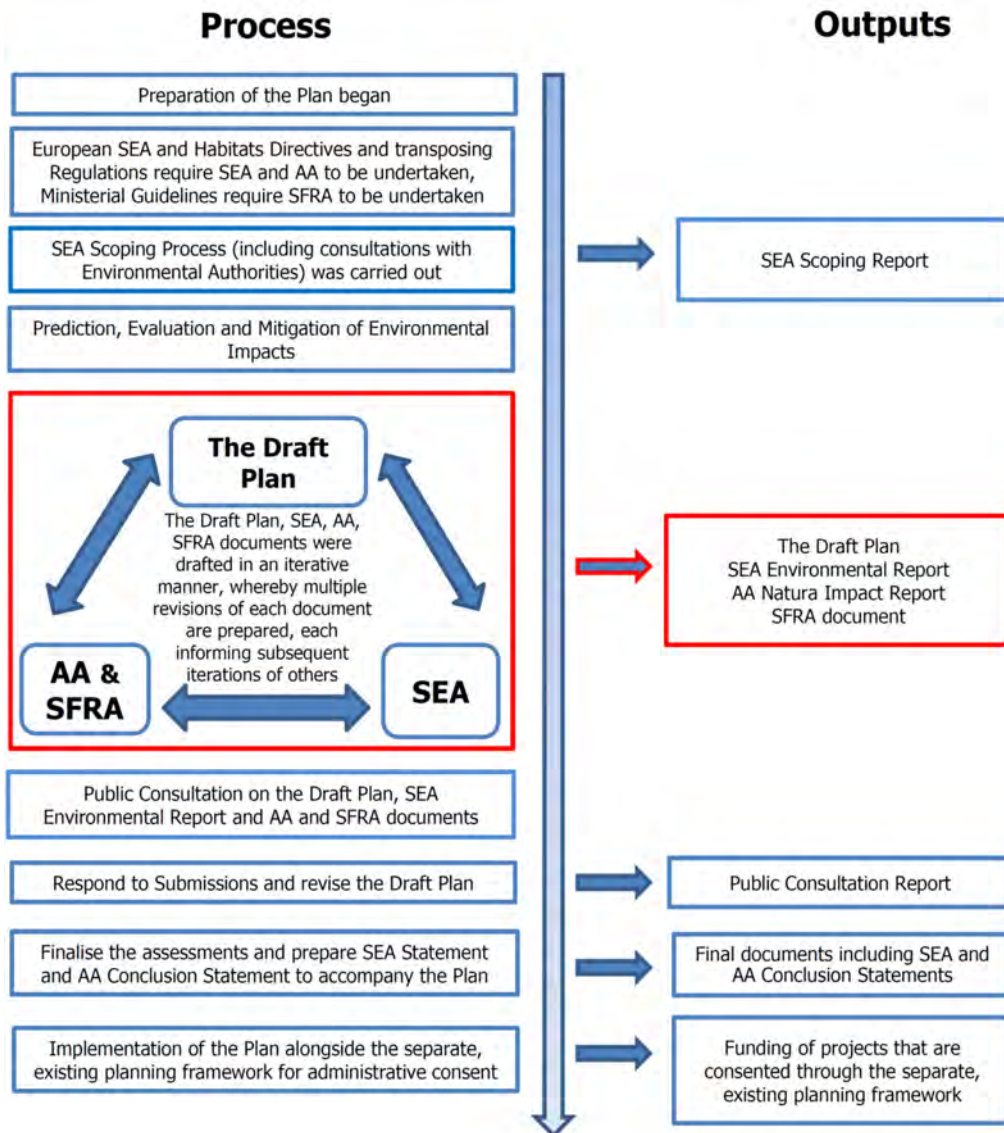 Process
Outputs
Preparation of the Plan began
European SEA and Habitats Directives and transposing
Regulations require SEA and AA to be undertaken,
Ministerial Guidelines require SFRA to be undertaken
SEA Scoping Process (including consultations with
Environmental Authorities) was carried out
SEA Scoping Report
Prediction, Evaluation and Mitigation of Environmental
Impacts
The Draft
Plan
The Draft Plan, SEA, AA,
SFRA documents were
drafted in an iterative
manner, whereby multiple
revisions of each document
are prepared, each
informing subsequent
iterations of others
AA &
SFRA
SEA
The Draft Plan
SEA Environmental Report
AA Natura Impact Report
SFRA document
Public Consultation on the Draft Plan, SEA
Environmental Report and AA and SFRA documents
Respond to Submissions and revise the Draft Plan
Public Consultation Report
Finalise the assessments and prepare SEA Statement
and AA Conclusion Statement to accompany the Plan
Final documents including SEA and
AA Conclusion Statements
Implementation of the Plan alongside the separate,
existing planning framework for administrative consent
Funding of projects that are
consented through the separate,
existing planning framework